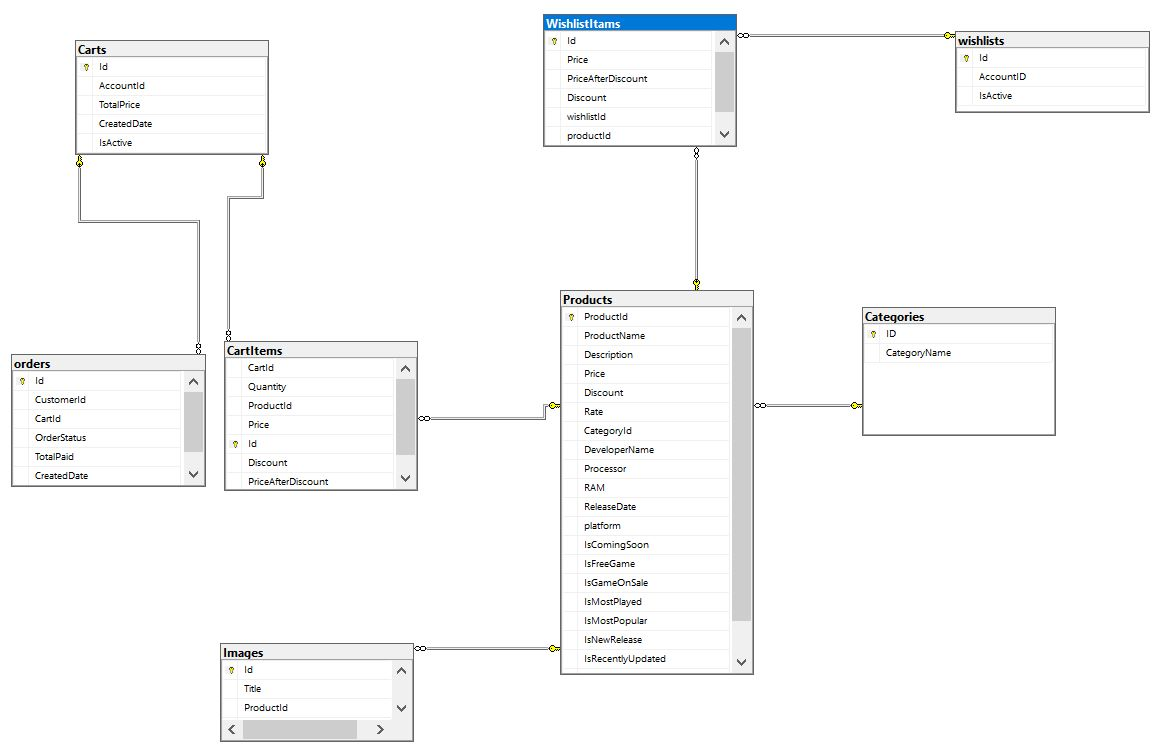 WishlistItams
Id
Price
PriceAfterDiscount
Discount
wishlistId
productId
wishlists
Id
AccountID
IsActive
Carts
Id
AccountId
TotalPrice
CreatedDate
IsActive
Products
ProductId
ProductName
Description
Price
Discount
Rate
CategoryId
DeveloperName
Processor
RAM
ReleaseDate
platform
IsComingSoon
IsFreeGame
IsGameOnSale
IsMostPlayed
IsMostPopular
IsNewRelease
IsRecentlyUpdated
Categories
ID
CategoryName
orders
Id
CustomerId
CartId
OrderStatus
TotalPaid
CreatedDate
CartItems
CartId
Quantity
ProductId
Price
Id
Discount
PriceAfterDiscount
Images
Id
Title
ProductId